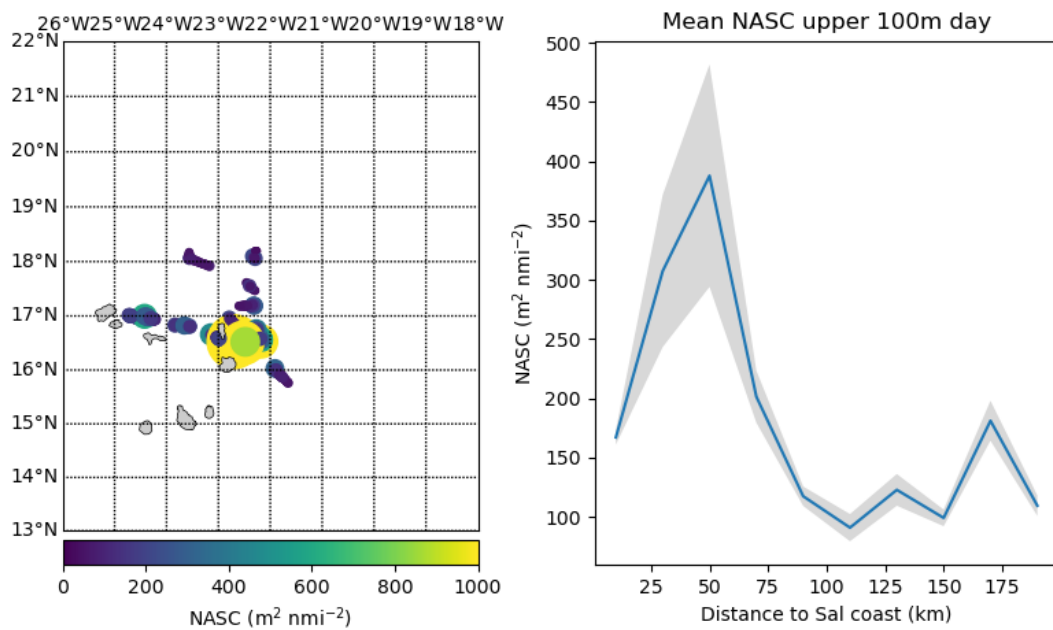 26°W25°W24°W23°W22°W21°W20°W19°W18°W
22°N
21°N
20°N
19°N
18°N
17°N
16°N
15°N
14°N
13°N
0 200 400 600 800 1000
NASC (m² nmi⁻²)
Mean NASC upper 100m day
500
450
400
350
300
250
200
150
100
NASC (m² nmi⁻²)
25 50 75 100 125 150 175
Distance to Sal coast (km)